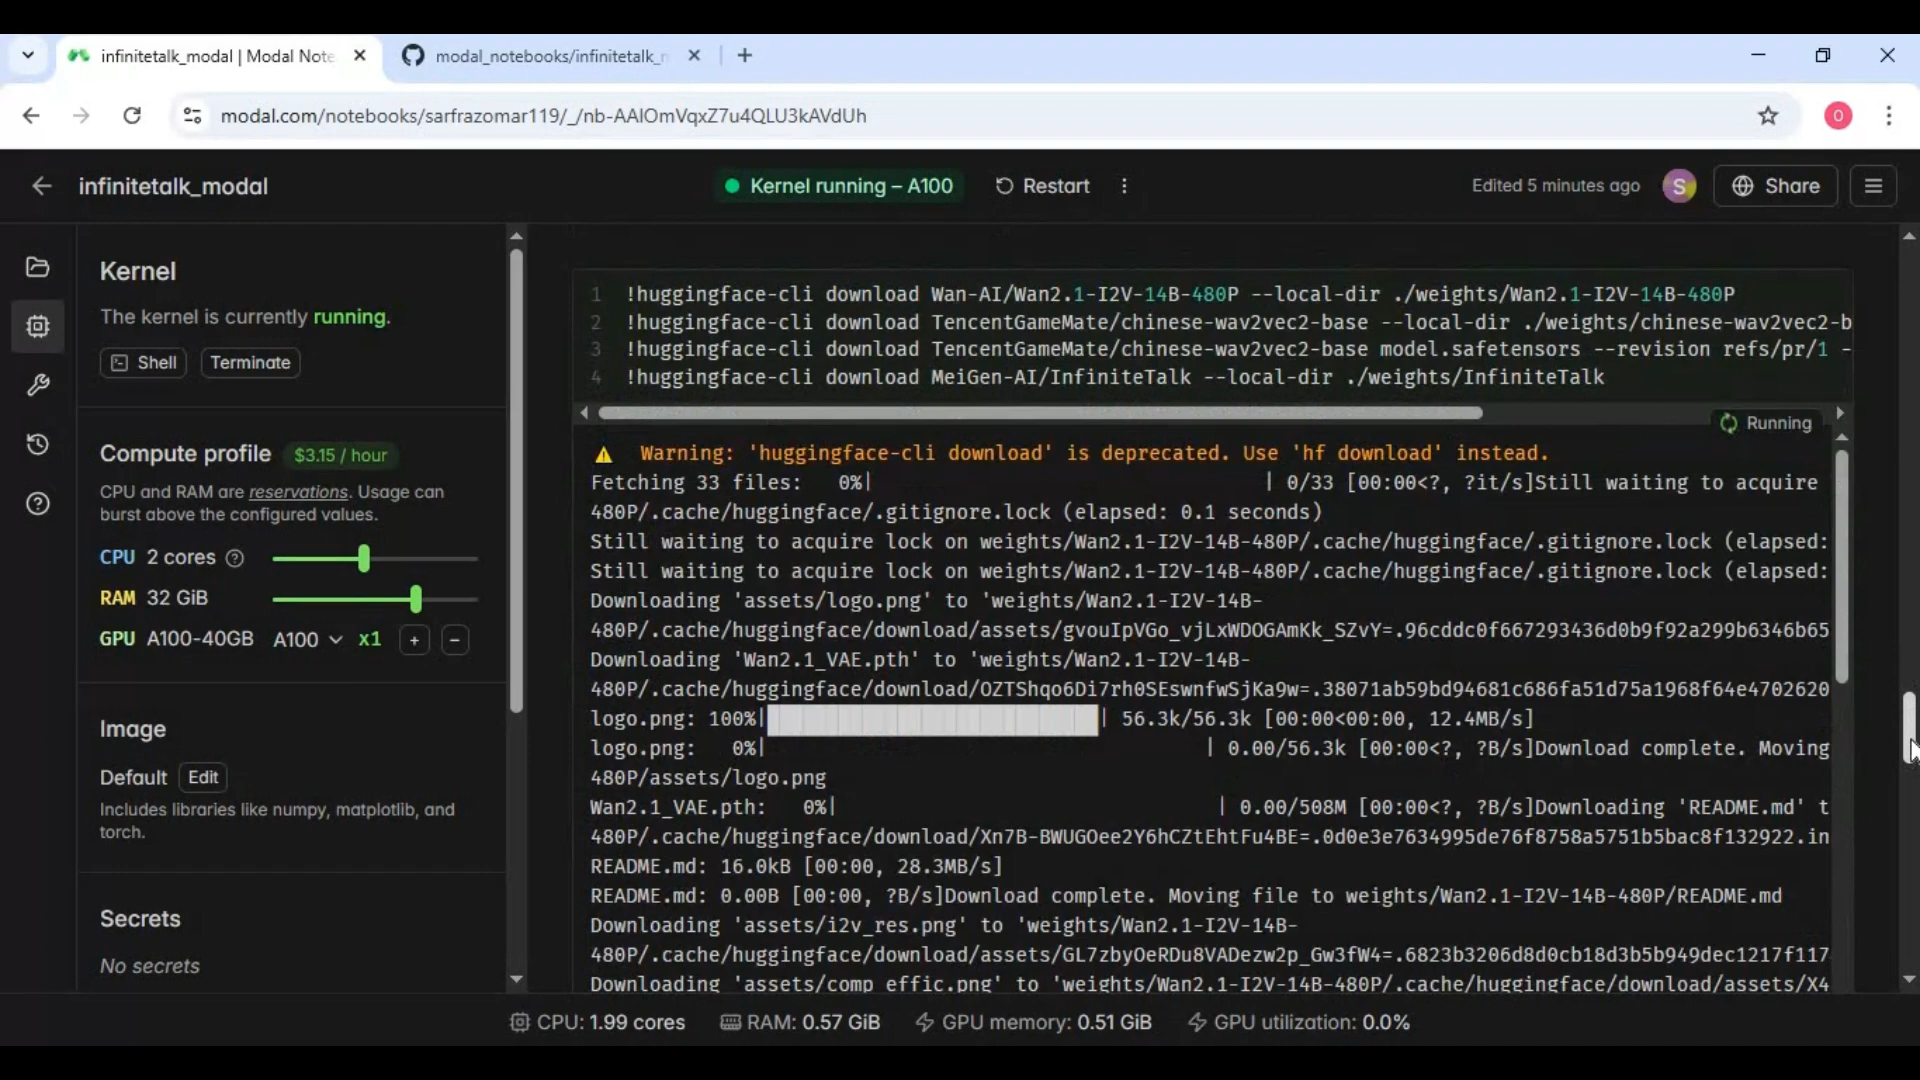 infinitetalk_modal | Modal Note
modal_notebooks/infinitetalk_
modal.com/notebooks/sarfrazomar119/_/nb-AAIOmVqxZ7u4QLU3kAVdUh
O
infinitetalk_modal
Kernel running – A100
Restart
Edited 5 minutes ago
S
Share
Kernel
The kernel is currently running.
Shell
Terminate
Compute profile $3.15 / hour
CPU and RAM are reservations. Usage can
burst above the configured values.
CPU 2 cores
RAM 32 GiB
GPU A100-40GB A100 x1 + −
Image
Default Edit
Includes libraries like numpy, matplotlib, and
torch.
Secrets
No secrets
1 !huggingface-cli download Wan-AI/Wan2.1-I2V-14B-480P --local-dir ./weights/Wan2.1-I2V-14B-480P
2 !huggingface-cli download TencentGameMate/chinese-wav2vec2-base --local-dir ./weights/chinese-wav2vec2-b
3 !huggingface-cli download TencentGameMate/chinese-wav2vec2-base model.safetensors --revision refs/pr/1 -
4 !huggingface-cli download MeiGen-AI/InfiniteTalk --local-dir ./weights/InfiniteTalk
Running
⚠ Warning: 'huggingface-cli download' is deprecated. Use 'hf download' instead.
Fetching 33 files: 0%| | 0/33 [00:00<?, ?it/s]Still waiting to acquire
480P/.cache/huggingface/.gitignore.lock (elapsed: 0.1 seconds)
Still waiting to acquire lock on weights/Wan2.1-I2V-14B-480P/.cache/huggingface/.gitignore.lock (elapsed:
Still waiting to acquire lock on weights/Wan2.1-I2V-14B-480P/.cache/huggingface/.gitignore.lock (elapsed:
Downloading 'assets/logo.png' to 'weights/Wan2.1-I2V-14B-
480P/.cache/huggingface/download/assets/gvouIpVGo_vjLxWDOGAmKk_SZvY=.96cddc0f667293436d0b9f92a299b6346b65
Downloading 'Wan2.1_VAE.pth' to 'weights/Wan2.1-I2V-14B-
480P/.cache/huggingface/download/OZTShqo6Di7rh0SEswnfwSjKa9w=.38071ab59bd94681c686fa51d75a1968f64e4702620
logo.png: 100%| | 56.3k/56.3k [00:00<00:00, 12.4MB/s]
logo.png: 0%| | 0.00/56.3k [00:00<?, ?B/s]Download complete. Moving
480P/assets/logo.png
Wan2.1_VAE.pth: 0%| | 0.00/508M [00:00<?, ?B/s]Downloading 'README.md' t
480P/.cache/huggingface/download/Xn7B-BWUGOee2Y6hCZtEhtFu4BE=.0d0e3e7634995de76f8758a5751b5bac8f132922.in
README.md: 16.0kB [00:00, 28.3MB/s]
README.md: 0.00B [00:00, ?B/s]Download complete. Moving file to weights/Wan2.1-I2V-14B-480P/README.md
Downloading 'assets/i2v_res.png' to 'weights/Wan2.1-I2V-14B-
480P/.cache/huggingface/download/assets/GL7zbyOeRDu8VADezw2p_Gw3fW4=.6823b3206d8d0cb18d3b5b949dec1217f117
Downloading 'assets/comp_effic.png' to 'weights/Wan2.1-I2V-14B-480P/.cache/huggingface/download/assets/X4
CPU: 1.99 cores
RAM: 0.57 GiB
GPU memory: 0.51 GiB
GPU utilization: 0.0%